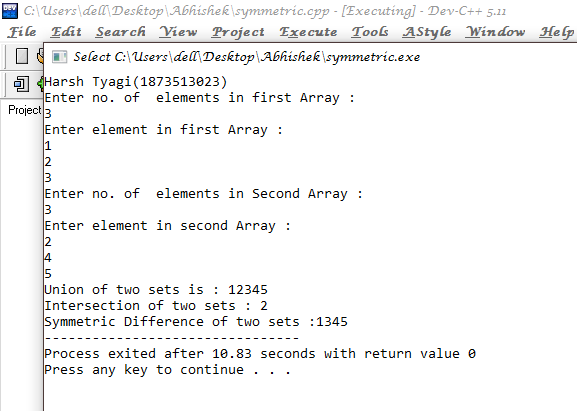 C:\Users\dell\Desktop\Abhishek\symmetric.cpp - [Executing] - Dev-C++ 5.11
File Edit Search View Project Execute Tools AStyle Window Help
Select C:\Users\dell\Desktop\Abhishek\symmetric.exe
Project
Harsh Tyagi(1873513023)
Enter no. of  elements in first Array :
3
Enter element in first Array :
1
2
3
Enter no. of  elements in Second Array :
3
Enter element in second Array :
2
4
5
Union of two sets is : 12345
Intersection of two sets : 2
Symmetric Difference of two sets :1345
--------------------------------
Process exited after 10.83 seconds with return value 0
Press any key to continue . . .